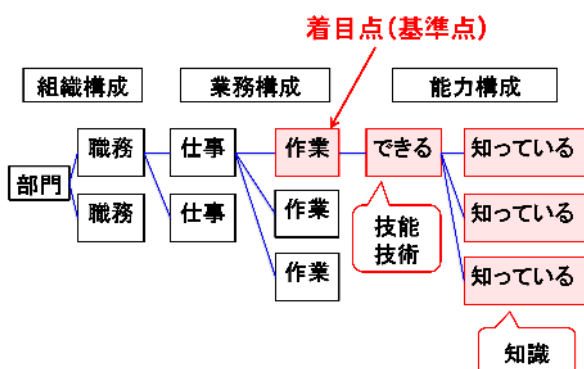 着目点(基準点)
組織構成
業務構成
能力構成
部門
職務
仕事
作業
できる
知っている
職務
仕事
作業
技能
技術
知っている
作業
知っている
知識